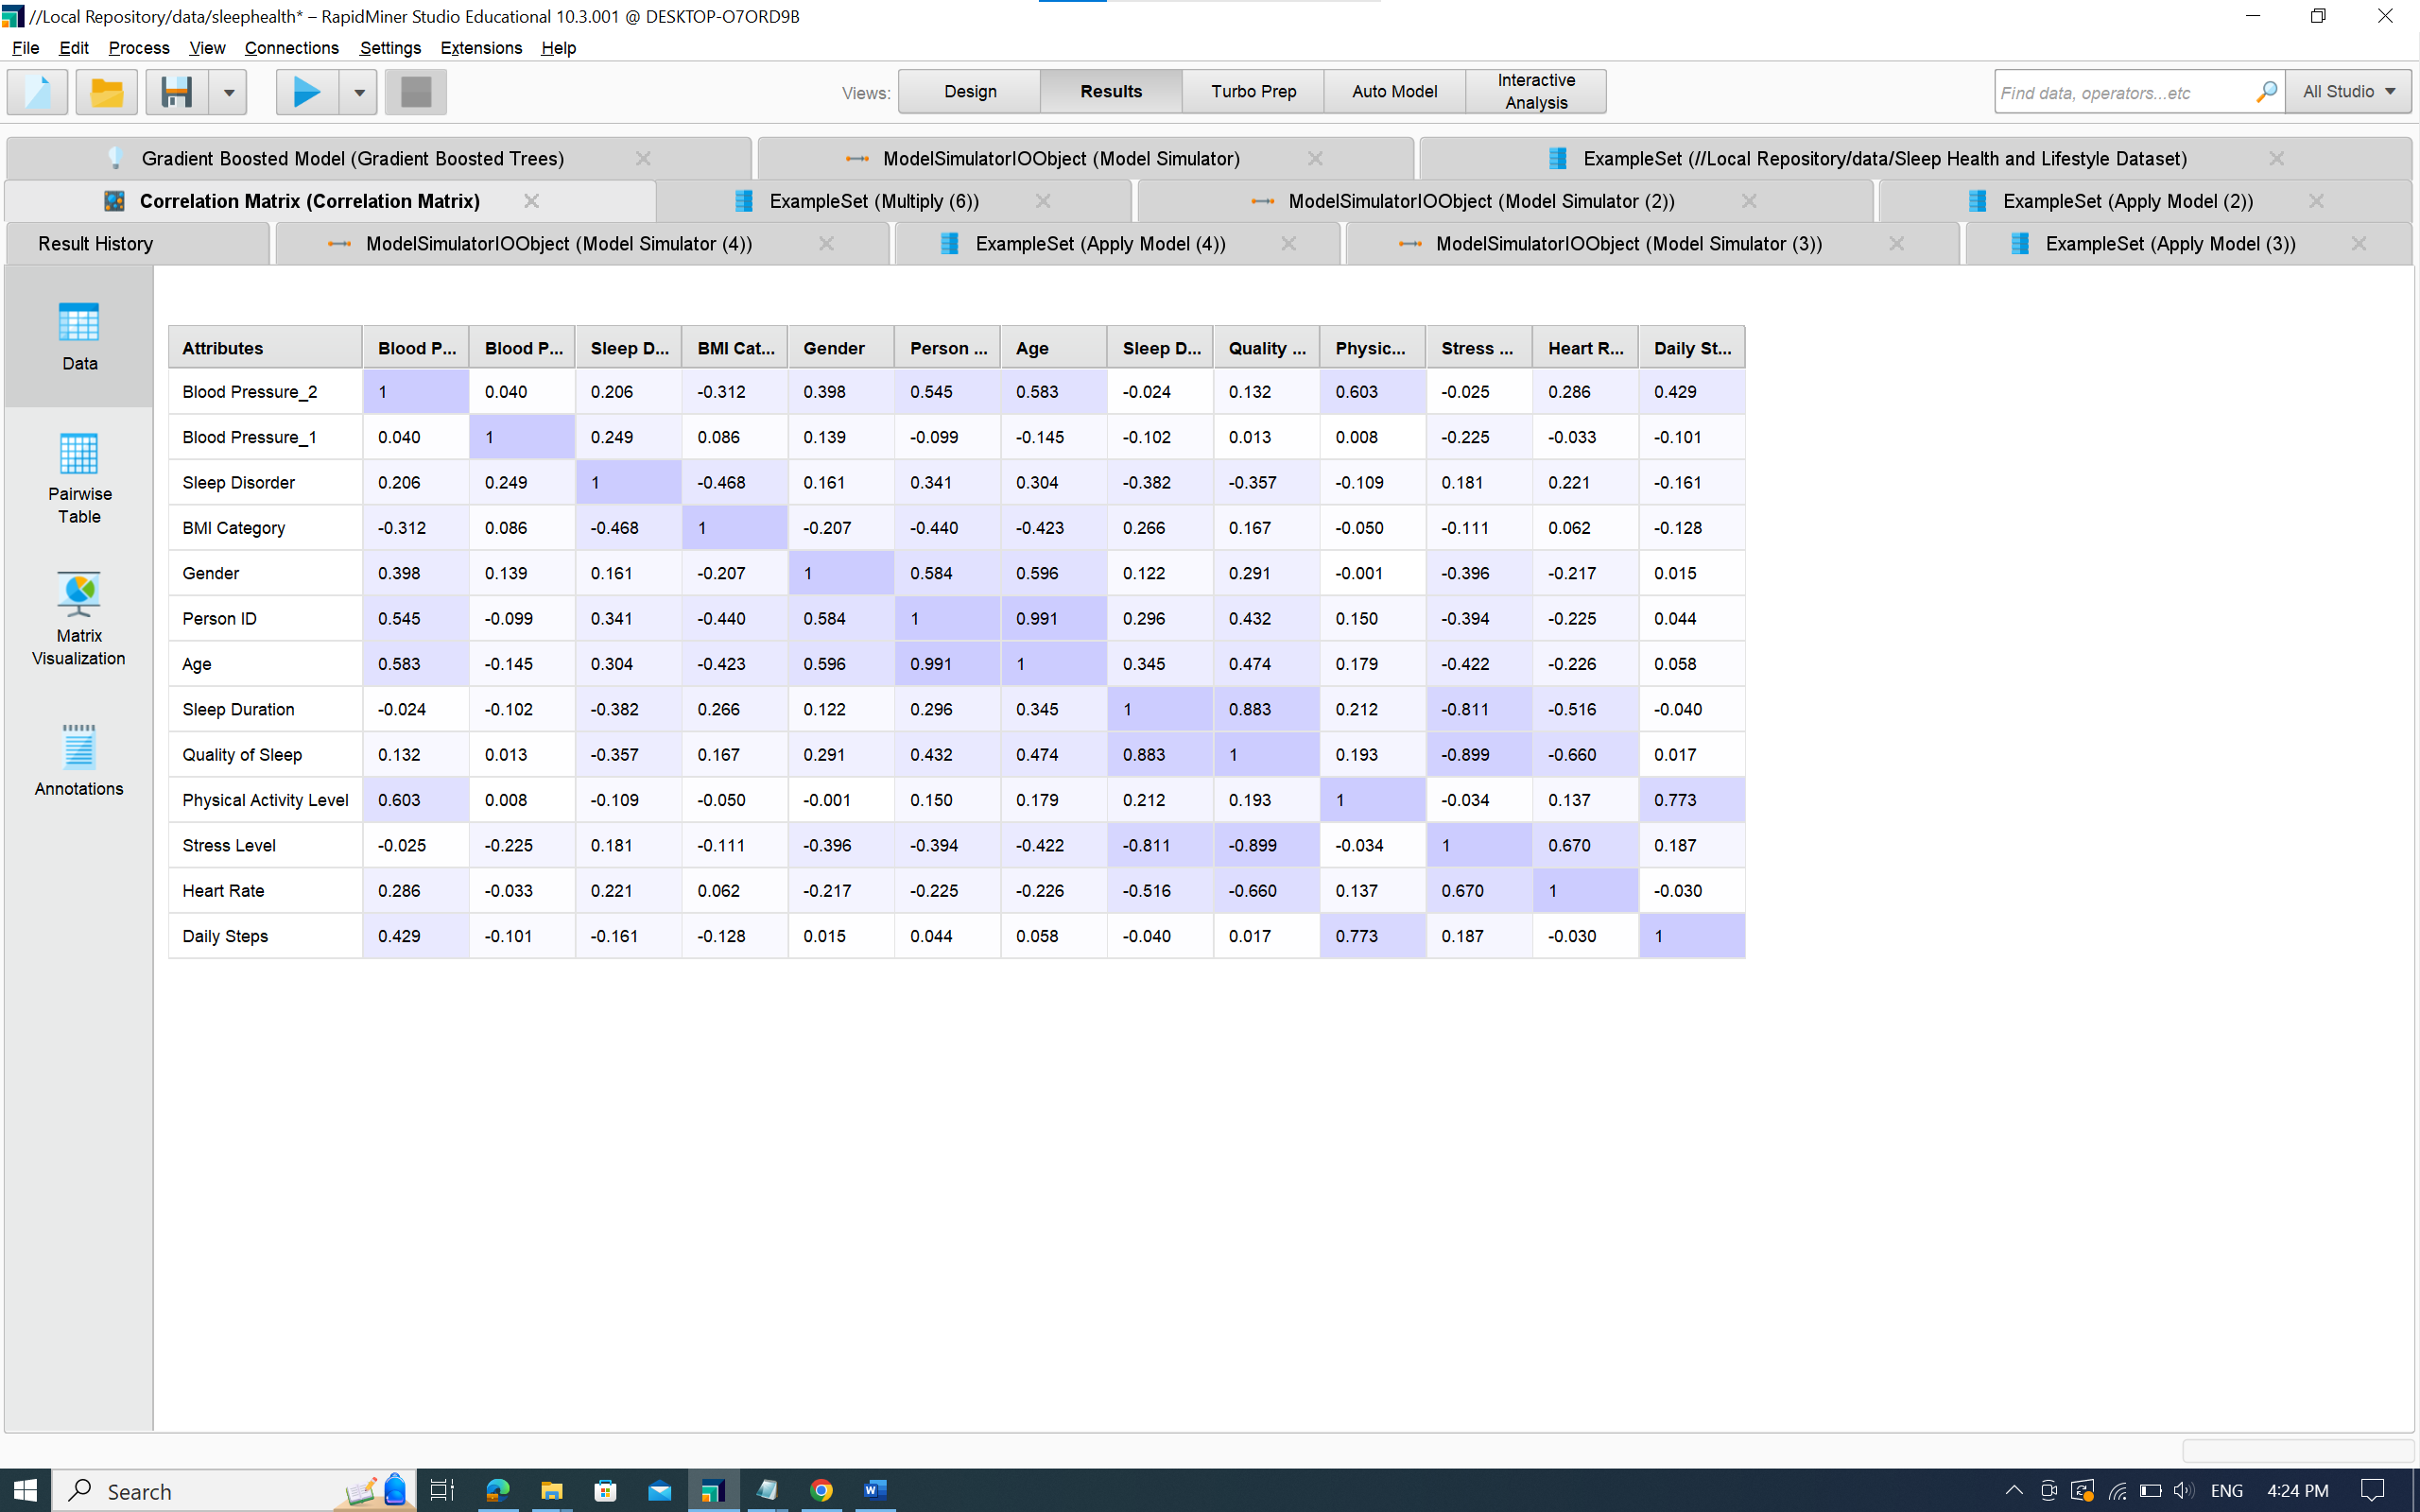 //Local Repository/data/sleephealth* – RapidMiner Studio Educational 10.3.001 @ DESKTOP-O7ORD9B
File Edit Process View Connections Settings Extensions Help
Views: Design Results Turbo Prep Auto Model Interactive Analysis Find data, operators...etc All Studio
Gradient Boosted Model (Gradient Boosted Trees) ModelSimulatorIOObject (Model Simulator) ExampleSet (//Local Repository/data/Sleep Health and Lifestyle Dataset)
Correlation Matrix (Correlation Matrix) ExampleSet (Multiply (6)) ModelSimulatorIOObject (Model Simulator (2)) ExampleSet (Apply Model (2))
Result History ModelSimulatorIOObject (Model Simulator (4)) ExampleSet (Apply Model (4)) ModelSimulatorIOObject (Model Simulator (3)) ExampleSet (Apply Model (3))
Data
Pairwise
Table
Matrix
Visualization
Annotations
Attributes Blood P... Blood P... Sleep D... BMI Cat... Gender Person ... Age Sleep D... Quality ... Physic... Stress ... Heart R... Daily St...
Blood Pressure_2 1 0.040 0.206 -0.312 0.398 0.545 0.583 -0.024 0.132 0.603 -0.025 0.286 0.429
Blood Pressure_1 0.040 1 0.249 0.086 0.139 -0.099 -0.145 -0.102 0.013 0.008 -0.225 -0.033 -0.101
Sleep Disorder 0.206 0.249 1 -0.468 0.161 0.341 0.304 -0.382 -0.357 -0.109 0.181 0.221 -0.161
BMI Category -0.312 0.086 -0.468 1 -0.207 -0.440 -0.423 0.266 0.167 -0.050 -0.111 0.062 -0.128
Gender 0.398 0.139 0.161 -0.207 1 0.584 0.596 0.122 0.291 -0.001 -0.396 -0.217 0.015
Person ID 0.545 -0.099 0.341 -0.440 0.584 1 0.991 0.296 0.432 0.150 -0.394 -0.225 0.044
Age 0.583 -0.145 0.304 -0.423 0.596 0.991 1 0.345 0.474 0.179 -0.422 -0.226 0.058
Sleep Duration -0.024 -0.102 -0.382 0.266 0.122 0.296 0.345 1 0.883 0.212 -0.811 -0.516 -0.040
Quality of Sleep 0.132 0.013 -0.357 0.167 0.291 0.432 0.474 0.883 1 0.193 -0.899 -0.660 0.017
Physical Activity Level 0.603 0.008 -0.109 -0.050 -0.001 0.150 0.179 0.212 0.193 1 -0.034 0.137 0.773
Stress Level -0.025 -0.225 0.181 -0.111 -0.396 -0.394 -0.422 -0.811 -0.899 -0.034 1 0.670 0.187
Heart Rate 0.286 -0.033 0.221 0.062 -0.217 -0.225 -0.226 -0.516 -0.660 0.137 0.670 1 -0.030
Daily Steps 0.429 -0.101 -0.161 -0.128 0.015 0.044 0.058 -0.040 0.017 0.773 0.187 -0.030 1
Search ENG 4:24 PM